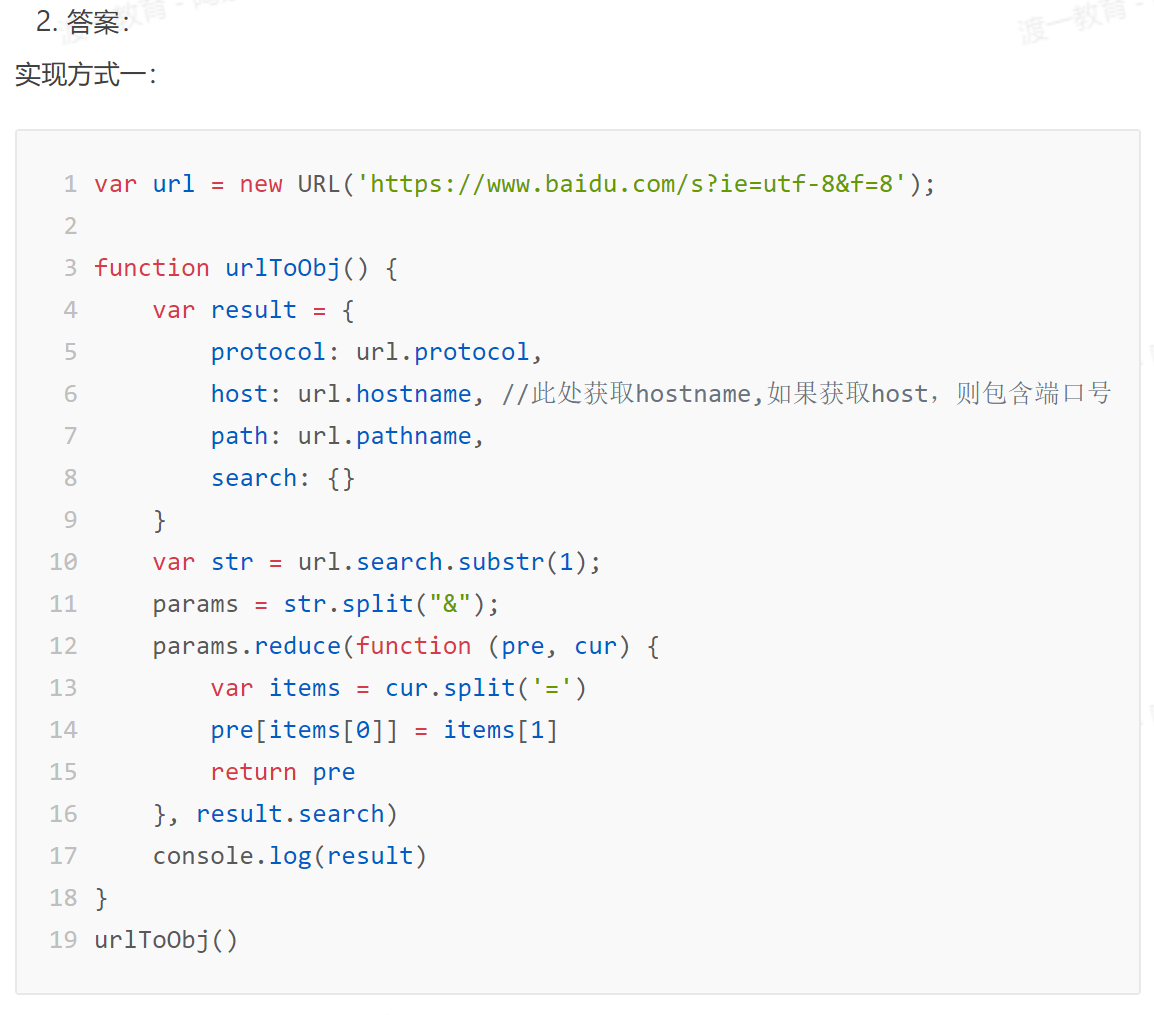 渡一教育 -
2. 答案：
实现方式一：
1 var url = new URL('https://www.baidu.com/s?ie=utf-8&f=8');
2
3 function urlToObj() {
4     var result = {
5         protocol: url.protocol,
6         host: url.hostname, //此处获取hostname,如果获取host，则包含端口号
7         path: url.pathname,
8         search: {}
9     }
10     var str = url.search.substr(1);
11     params = str.split("&");
12     params.reduce(function (pre, cur) {
13         var items = cur.split('=')
14         pre[items[0]] = items[1]
15         return pre
16     }, result.search)
17     console.log(result)
18 }
19 urlToObj()